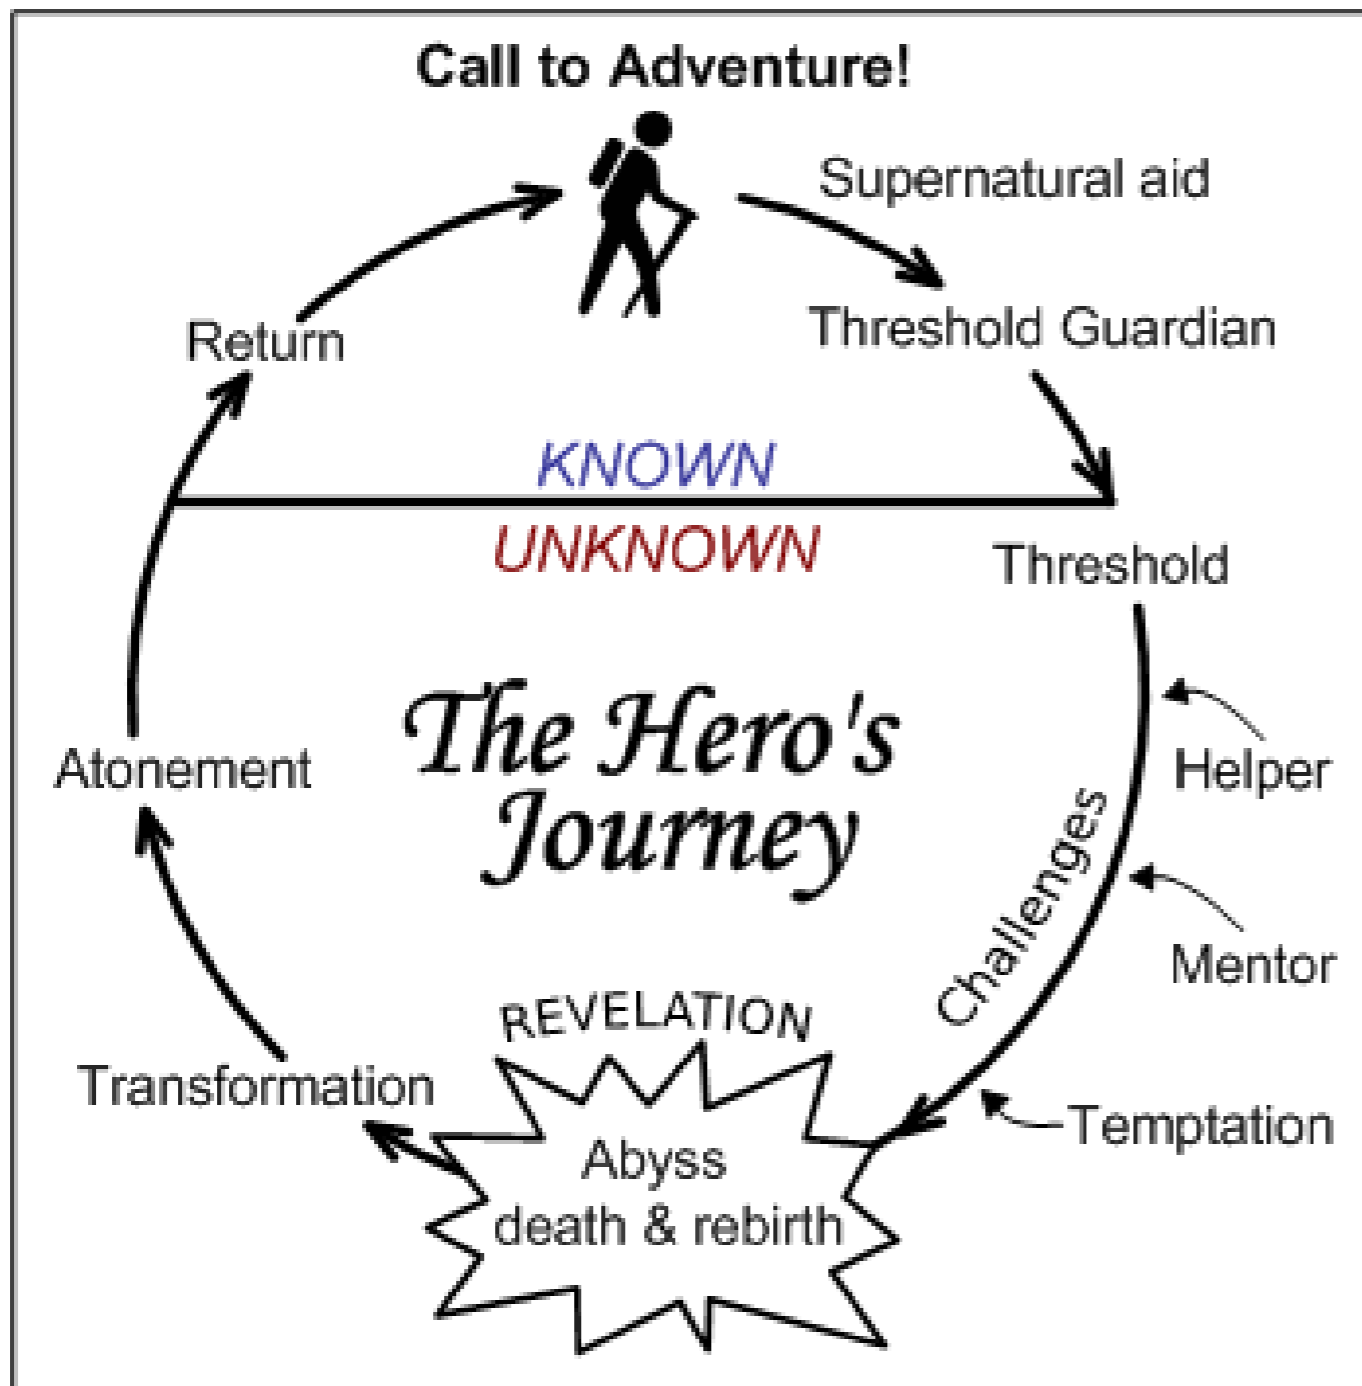 Call to Adventure!
Supernatural aid
Threshold Guardian
Return
KNOWN
UNKNOWN
Threshold
The Hero's
Journey
Helper
Atonement
Challenges
Mentor
REVELATION
Transformation
Temptation
Abyss
death & rebirth